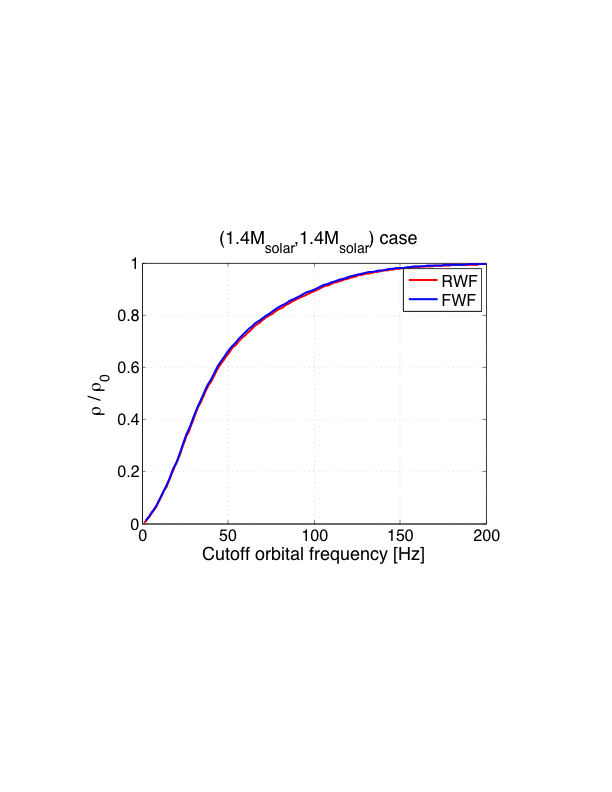 (1.4M_solar,1.4M_solar) case
1
0.8
0.6
0.4
0.2
0
ρ / ρ_0
RWF
FWF
0 50 100 150 200
Cutoff orbital frequency [Hz]